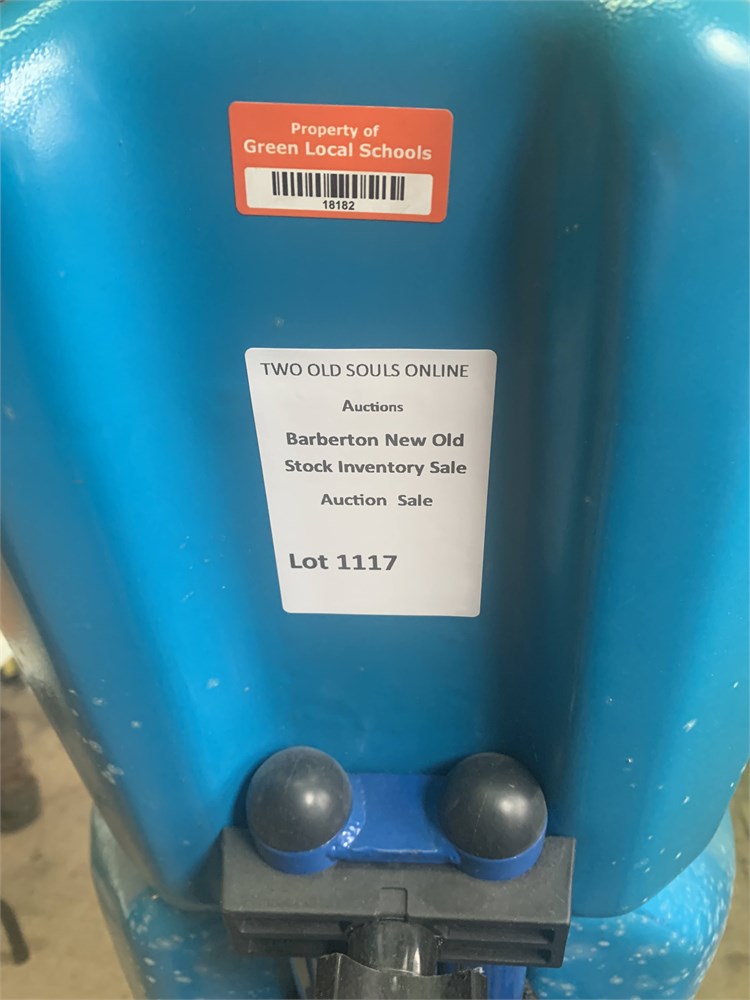 Property of
Green Local Schools
18182
TWO OLD SOULS ONLINE
Auctions
Barberton New Old
Stock Inventory Sale
Auction Sale
Lot 1117